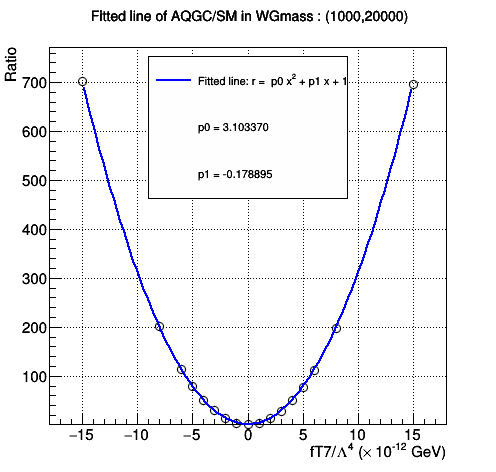 FItted line of AQGC/SM in WGmass : (1000,20000)
Ratio
Fitted line: r = p0 x² + p1 x + 1
p0 = 3.103370
p1 = -0.178895
700
600
500
400
300
200
100
−15 −10 −5 0 5 10 15
fT7/Λ⁴ (× 10⁻¹² GeV)